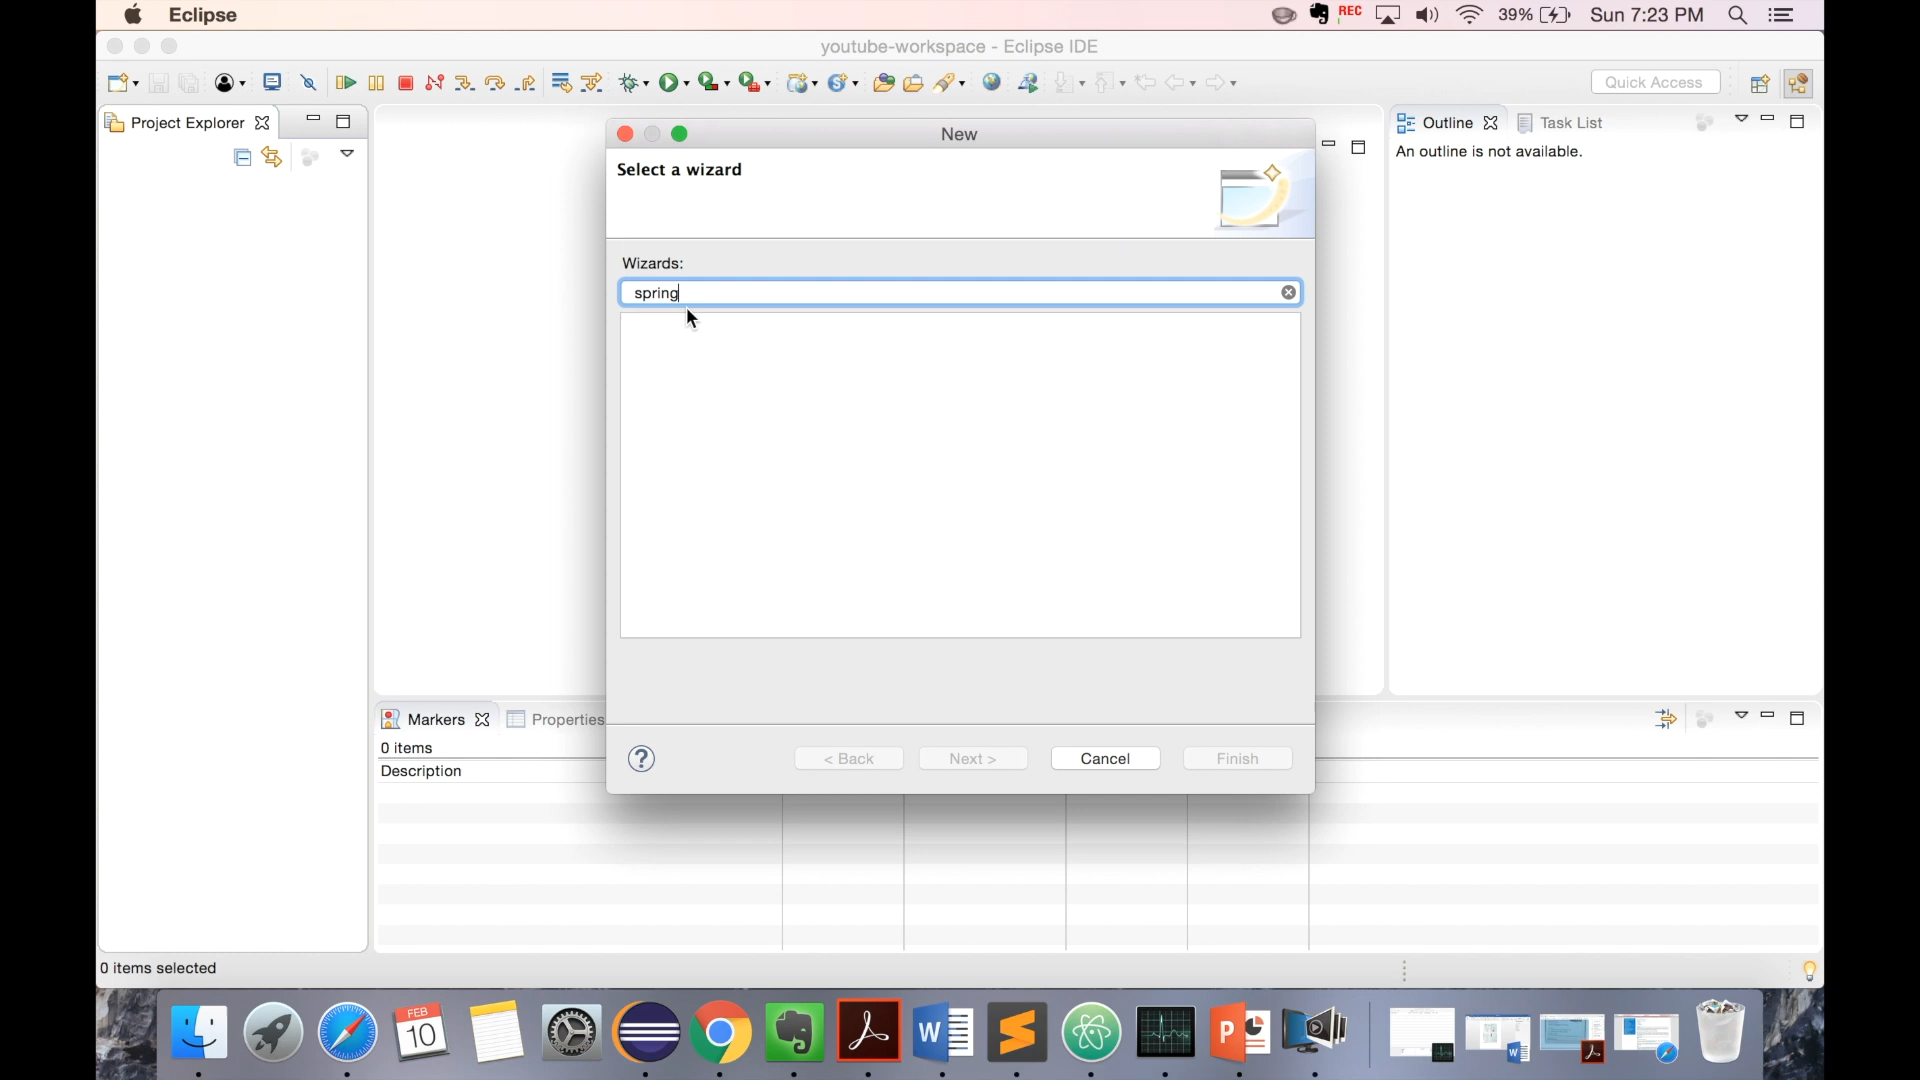 Eclipse
REC
39%
Sun 7:23 PM
youtube-workspace - Eclipse IDE
Quick Access
Project Explorer
New
Outline
Task List
An outline is not available.
Select a wizard
Wizards:
spring
Markers
Properties
0 items
Description
?
< Back
Next >
Cancel
Finish
0 items selected
FEB
10
W
P